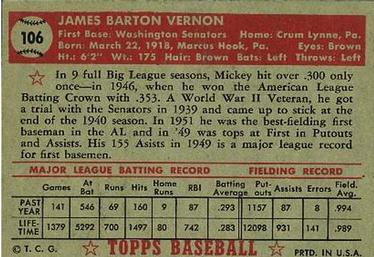 106
JAMES BARTON VERNON
First Base: Washington Senators Home: Crum Lynne, Pa.
Born: March 22, 1918, Marcus Hook, Pa. Eyes: Brown
Ht.: 6'2" Wt.: 175 Hair: Brown Bats: Left Throws: Left
In 9 full Big League seasons, Mickey hit over .300 only
once—in 1946, when he won the American League
Batting Crown with .353. A World War II Veteran, he got
a trial with the Senators in 1939 and came up to stick at the
end of the 1940 season. In 1951 he was the best-fielding first
baseman in the AL and in '49 was tops at First in Putouts
and Assists. His 155 Asists in 1949 is a major league record
for first basemen.
MAJOR LEAGUE BATTING RECORD FIELDING RECORD
Games At Bat Runs Hits Home Runs RBI Batting Average Put-outs Assists Errors Field. Avg.
PAST YEAR 141 546 69 160 9 87 .293 1157 87 8 .994
LIFE-TIME 1379 5292 700 1497 80 742 .283 12098 931 141 .989
© T. C. G. TOPPS BASEBALL PRTD. IN U.S.A.